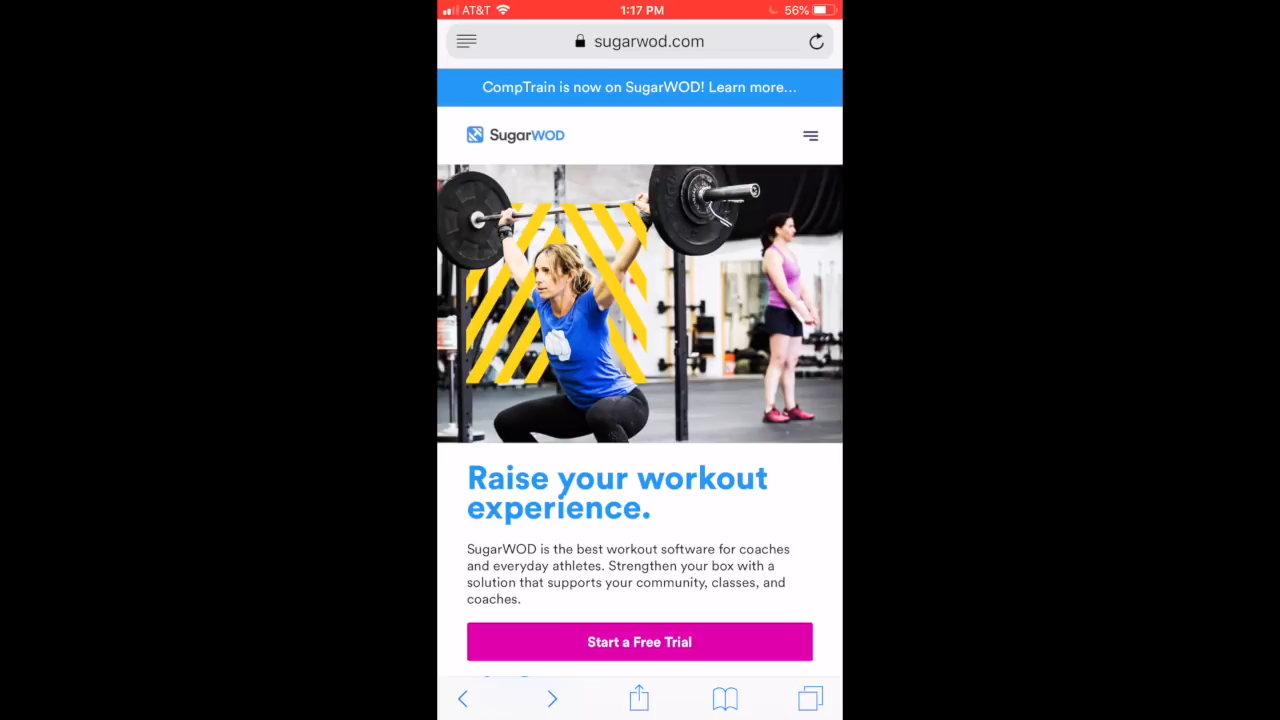 AT&T 1:17 PM 56%
sugarwod.com
CompTrain is now on SugarWOD! Learn more...
SugarWOD
Raise your workout
experience.
SugarWOD is the best workout software for coaches
and everyday athletes. Strengthen your box with a
solution that supports your community, classes, and
coaches.
Start a Free Trial